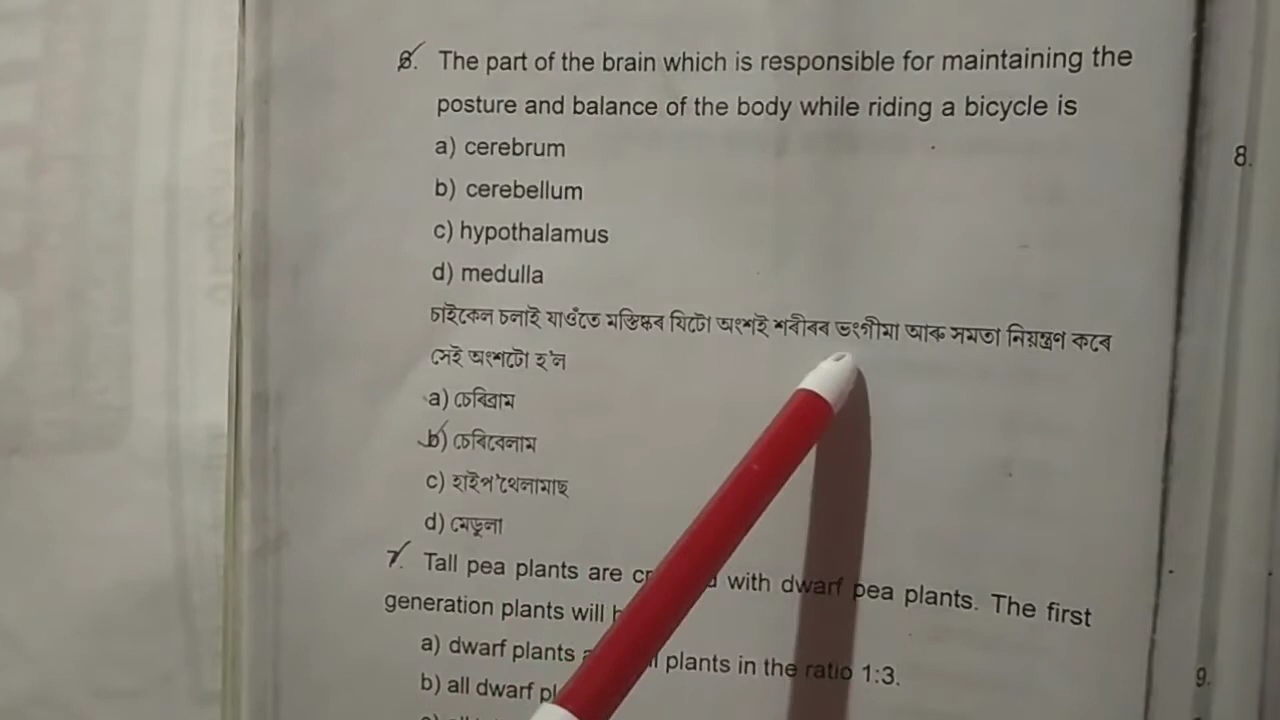 6. The part of the brain which is responsible for maintaining the
posture and balance of the body while riding a bicycle is
a) cerebrum
b) cerebellum
c) hypothalamus
d) medulla
চাইকেল চলাই যাওঁতে মস্তিষ্কৰ যিটো অংশই শৰীৰৰ ভংগীমা আৰু সমতা নিয়ন্ত্ৰণ কৰে
সেই অংশটো হ'ল
a) চেৰিব্ৰাম
b) চেৰিবেলাম
c) হাইপ'থেলামাছ
d) মেডুলা
7. Tall pea plants are with dwarf pea plants. The first
generation plants will
a) dwarf plants plants in the ratio 1:3.
b) all dwarf
8.
9.